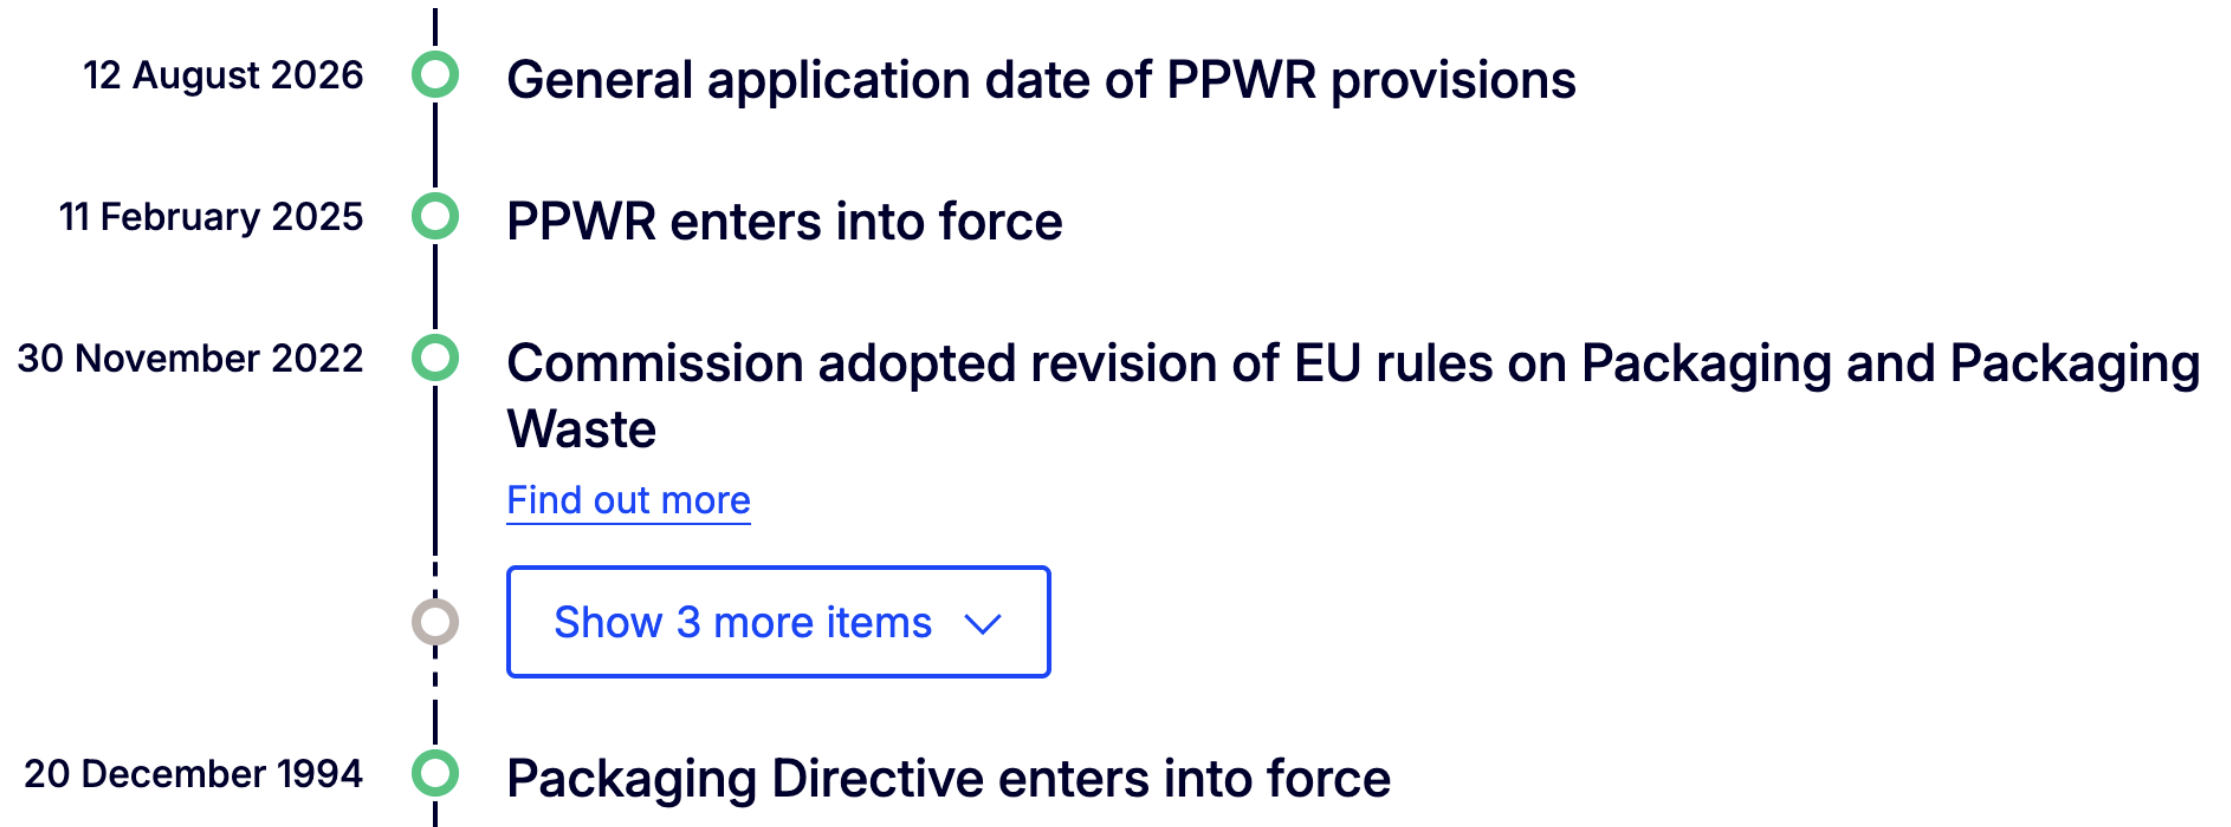 12 August 2026
General application date of PPWR provisions
11 February 2025
PPWR enters into force
30 November 2022
Commission adopted revision of EU rules on Packaging and Packaging
Waste
Find out more
Show 3 more items
20 December 1994
Packaging Directive enters into force